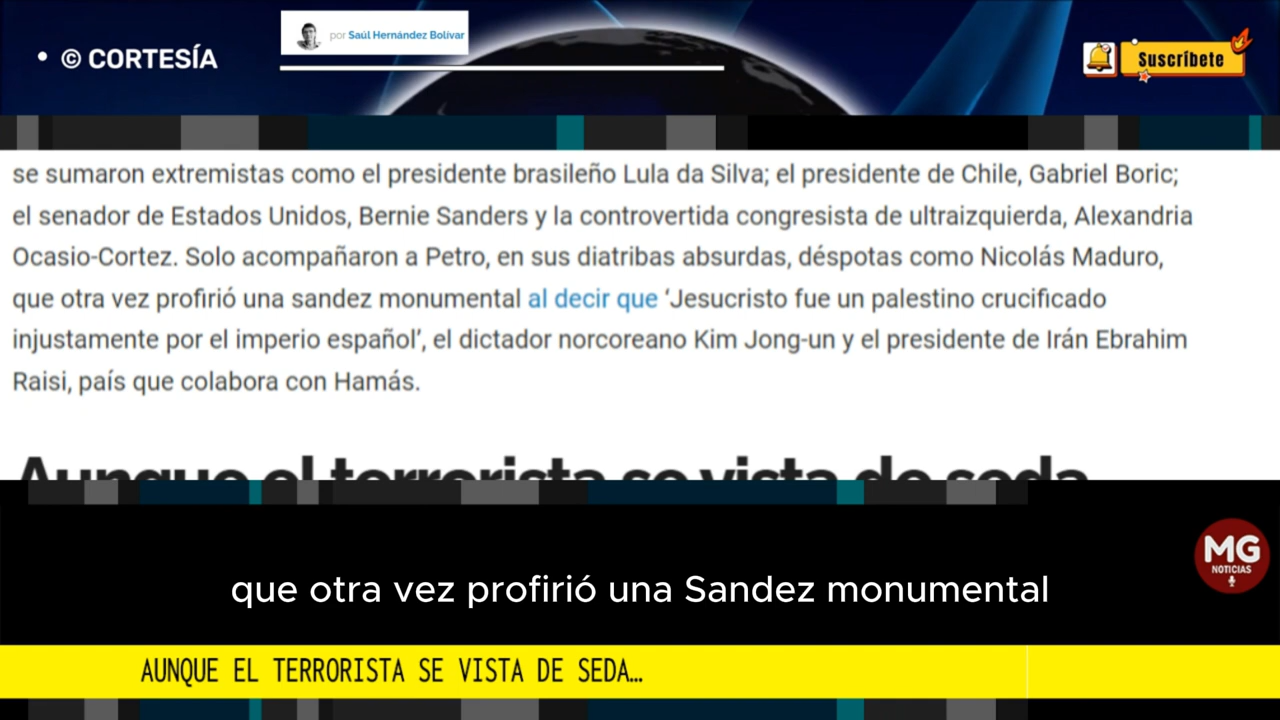 • © CORTESÍA
por Saúl Hernández Bolívar
Suscríbete
se sumaron extremistas como el presidente brasileño Lula da Silva; el presidente de Chile, Gabriel Boric;
el senador de Estados Unidos, Bernie Sanders y la controvertida congresista de ultraizquierda, Alexandria
Ocasio-Cortez. Solo acompañaron a Petro, en sus diatribas absurdas, déspotas como Nicolás Maduro,
que otra vez profirió una sandez monumental al decir que ‘Jesucristo fue un palestino crucificado
injustamente por el imperio español’, el dictador norcoreano Kim Jong-un y el presidente de Irán Ebrahim
Raisi, país que colabora con Hamás.
Aunque el terrorista se vista de seda
MG
NOTICIAS
que otra vez profirió una Sandez monumental
AUNQUE EL TERRORISTA SE VISTA DE SEDA...